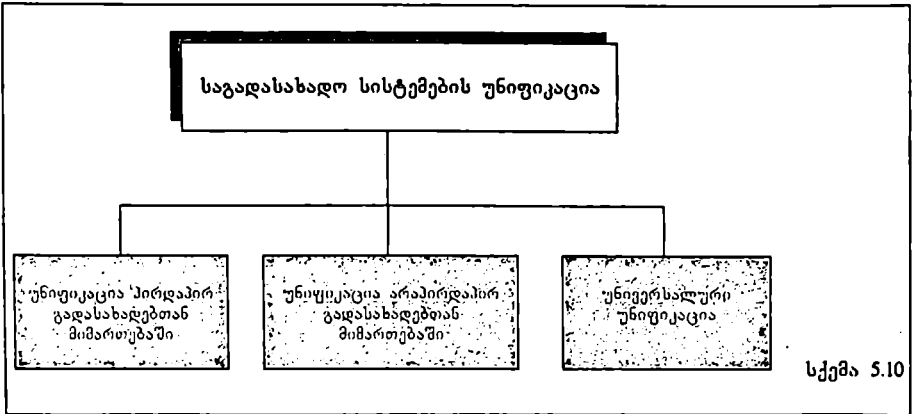 საგადასახადო სისტემების უნიფიკაცია
უნიფიკაცია პირდაპირ
გადასახადებთან
მიმართებაში
უნიფიკაცია არაპირდაპირ
გადასახადებთან
მიმართებაში
უნივერსალური
უნიფიკაცია
სქემა 5.10